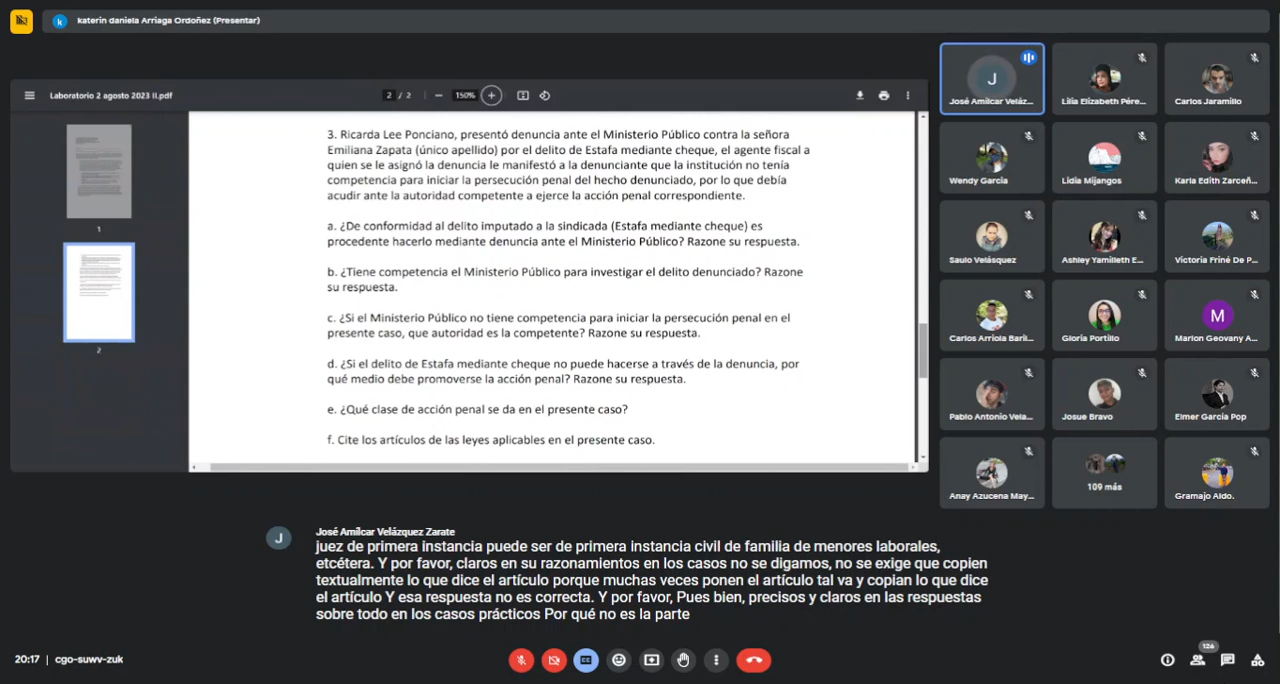 katerin daniela Arriaga Ordoñez (Presentar)
Laboratorio 2 agosto 2023 II.pdf
2 / 2
150%
1
2
3. Ricarda Lee Ponciano, presentó denuncia ante el Ministerio Público contra la señora
Emiliana Zapata (único apellido) por el delito de Estafa mediante cheque, el agente fiscal a
quien se le asignó la denuncia le manifestó a la denunciante que la institución no tenía
competencia para iniciar la persecución penal del hecho denunciado, por lo que debía
acudir ante la autoridad competente a ejerce la acción penal correspondiente.
a. ¿De conformidad al delito imputado a la sindicada (Estafa mediante cheque) es
procedente hacerlo mediante denuncia ante el Ministerio Público? Razone su respuesta.
b. ¿Tiene competencia el Ministerio Público para investigar el delito denunciado? Razone
su respuesta.
c. ¿Si el Ministerio Público no tiene competencia para iniciar la persecución penal en el
presente caso, que autoridad es la competente? Razone su respuesta.
d. ¿Si el delito de Estafa mediante cheque no puede hacerse a través de la denuncia, por
qué medio debe promoverse la acción penal? Razone su respuesta.
e. ¿Qué clase de acción penal se da en el presente caso?
f. Cite los artículos de las leyes aplicables en el presente caso.
J
José Amílcar Veláz...
Lilia Elizabeth Pére...
Carlos Jaramillo
Wendy García
Lidia Mijangos
Karla Edith Zarceñ...
Saulo Velásquez
Ashley Yamilleth E...
Victoria Friné De P...
Carlos Arriola Baril...
Gloria Portillo
M
Marlon Geovany A...
Pablo Antonio Vela...
Josue Bravo
Elmer García Pop
Anay Azucena May...
109 más
Gramajo Aldo.
J
José Amílcar Velázquez Zarate
juez de primera instancia puede ser de primera instancia civil de familia de menores laborales,
etcétera. Y por favor, claros en su razonamientos en los casos no se digamos, no se exige que copien
textualmente lo que dice el artículo porque muchas veces ponen el artículo tal va y copian lo que dice
el artículo Y esa respuesta no es correcta. Y por favor, Pues bien, precisos y claros en las respuestas
sobre todo en los casos prácticos Por qué no es la parte
20:17 | cgo-suwv-zuk
126